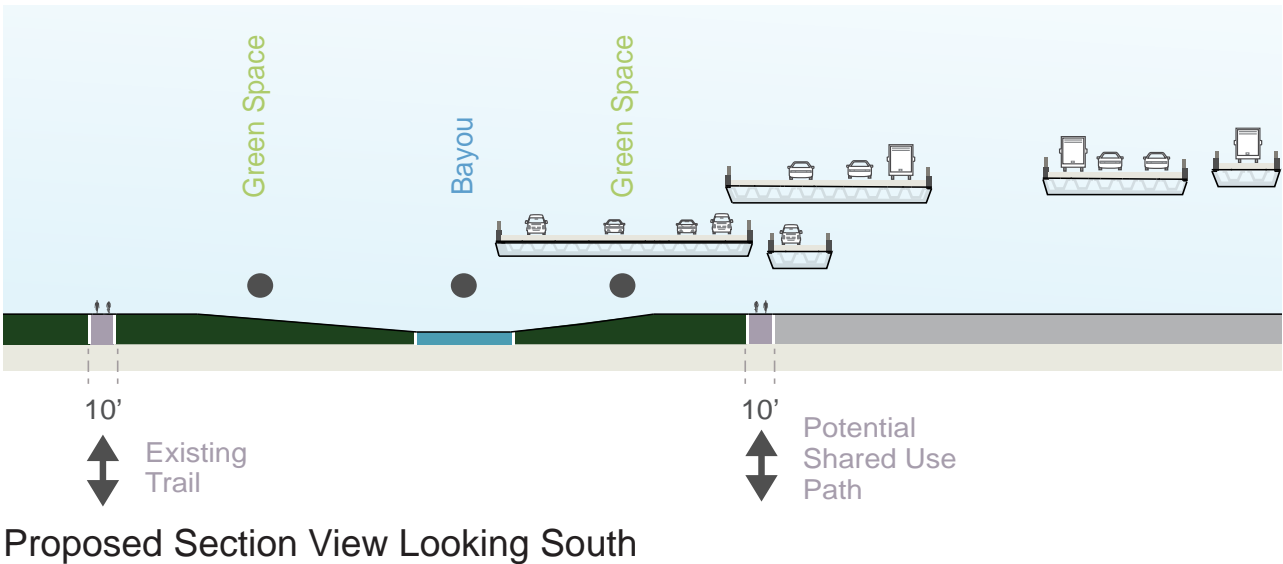 Green Space
Bayou
Green Space
10’
Existing
Trail
10’
Potential
Shared Use
Path
Proposed Section View Looking South